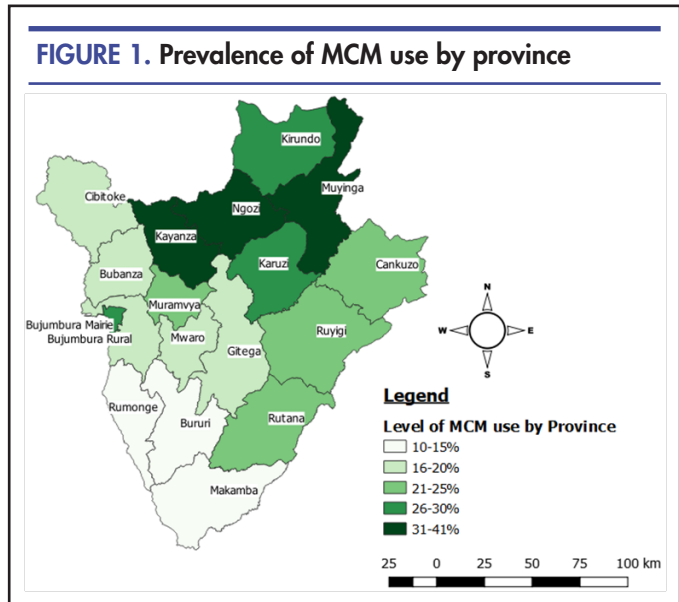 FIGURE 1. Prevalence of MCM use by province
Kirundo
Muyinga
Cibitoke
Ngozi
Kayanza
Karuzi
Cankuzo
Bubanza
Muramvya
Bujumbura Mairie
Bujumbura Rural
Mwaro
Gitega
Ruyigi
Rumonge
Bururi
Rutana
Makamba
N
W
E
S
Legend
Level of MCM use by Province
10-15%
16-20%
21-25%
26-30%
31-41%
25 0 25 50 75 100 km